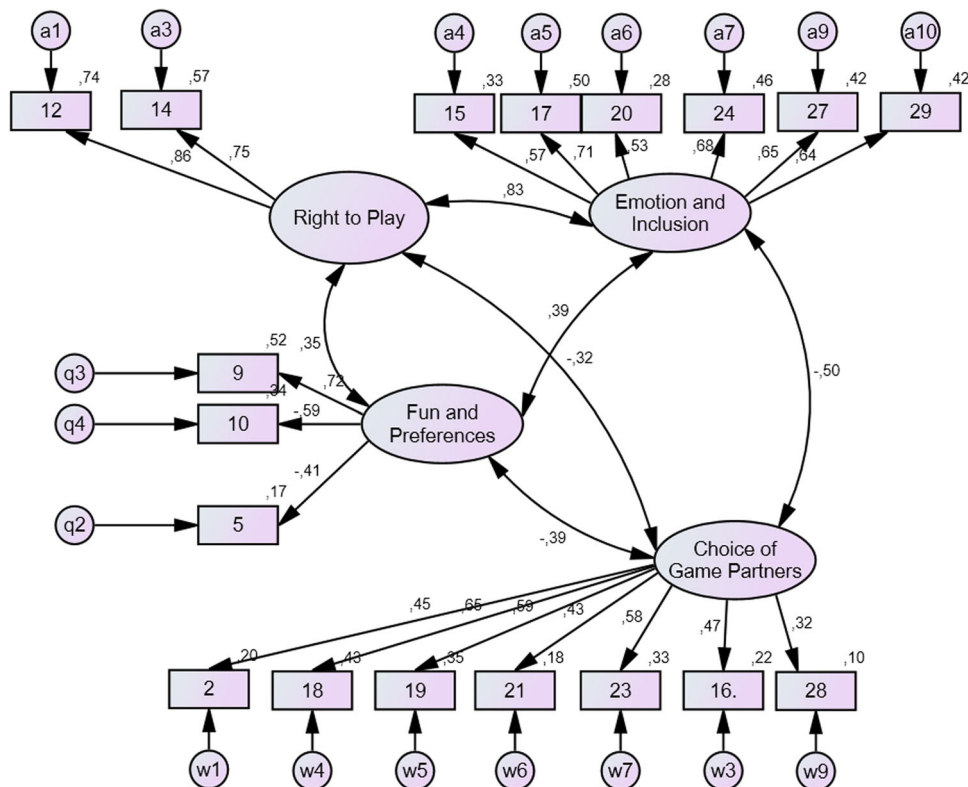 a1 a3 a4 a5 a6 a7 a9 a10
,74 ,57 ,33 ,50 ,28 ,46 ,42 ,42
12 14 15 17 20 24 27 29
,86 ,75 ,57 ,71 ,53 ,68 ,65 ,64
,83
Right to Play
Emotion and
Inclusion
,39
,35
-,32
-,50
q3 9 ,52 ,72
q4 10 ,34 -,59
q2 5 ,17 -,41
Fun and
Preferences
-,39
Choice of
Game Partners
,45 ,65 ,59 ,43 ,58 ,47 ,32
,20 ,43 ,35 ,18 ,33 ,22 ,10
2 18 19 21 23 16. 28
w1 w4 w5 w6 w7 w3 w9